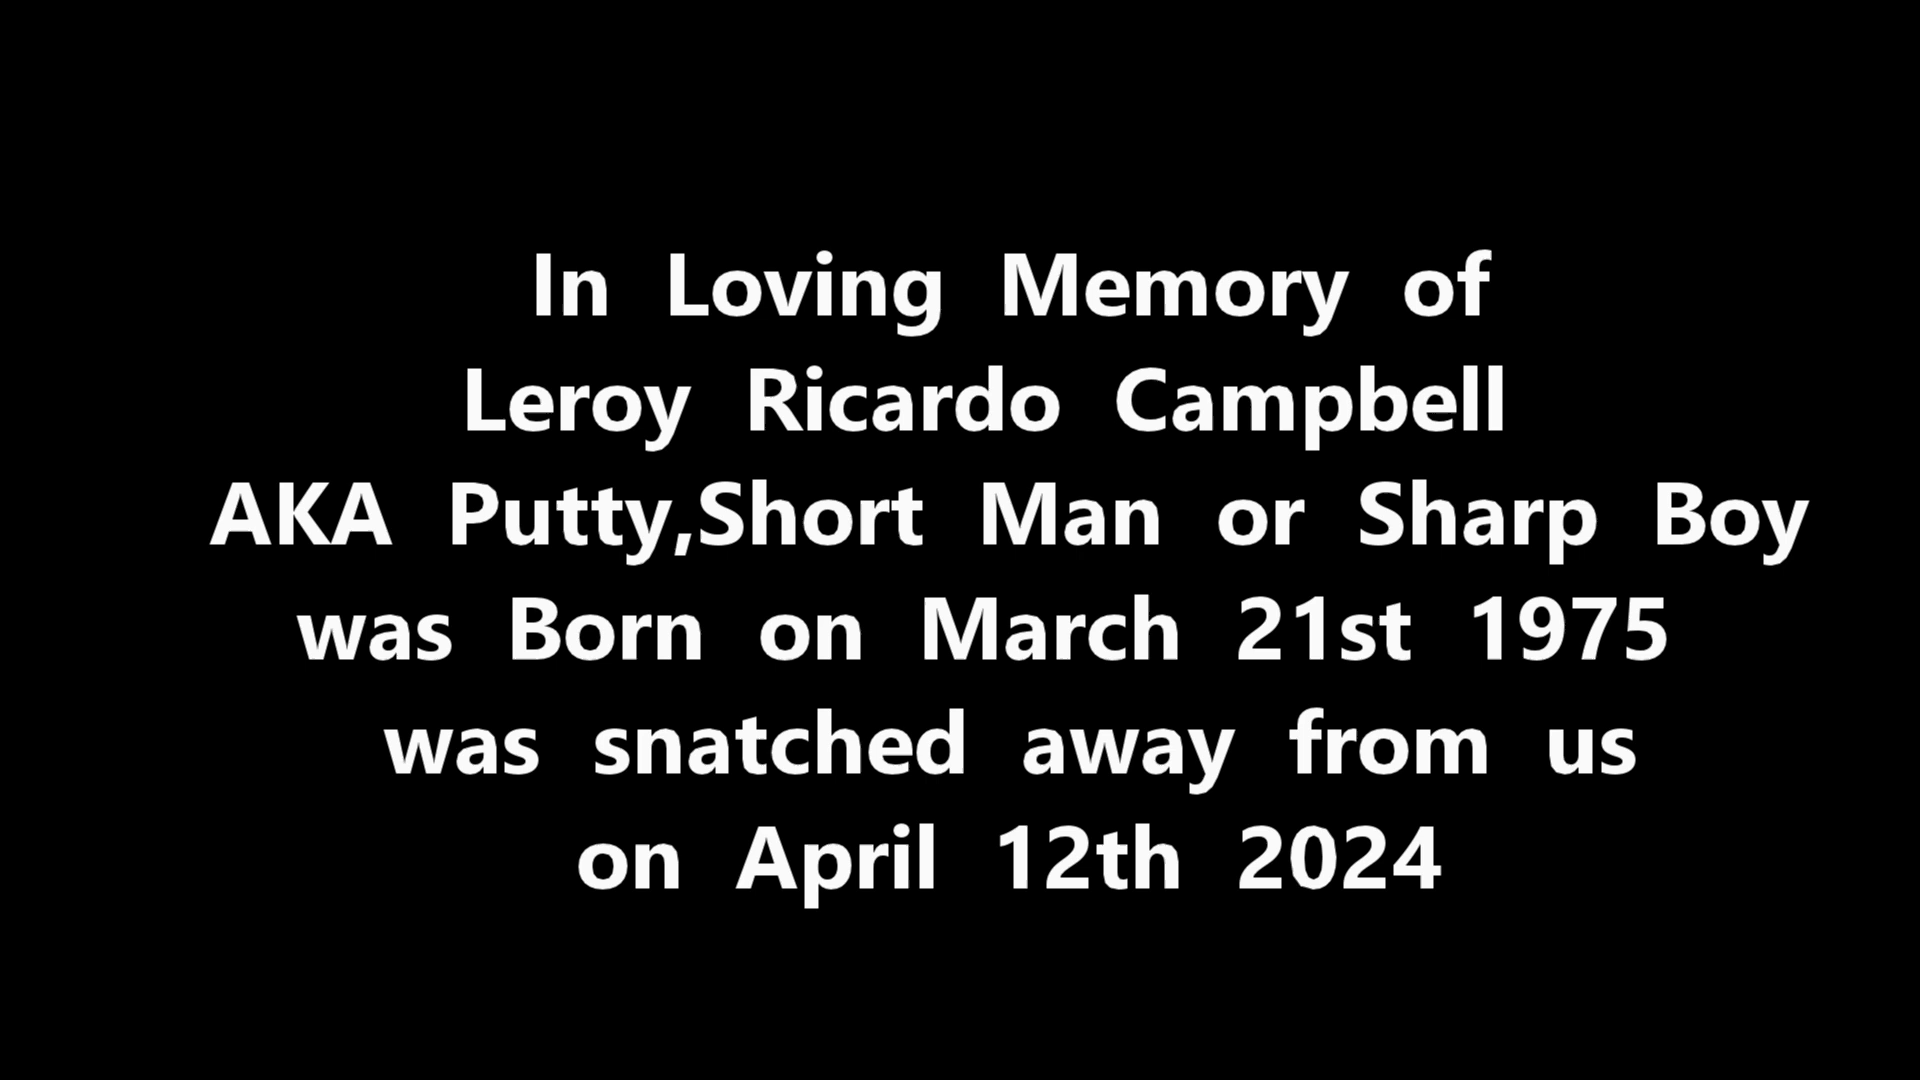 In Loving Memory of
Leroy Ricardo Campbell
AKA Putty,Short Man or Sharp Boy
was Born on March 21st 1975
was snatched away from us
on April 12th 2024